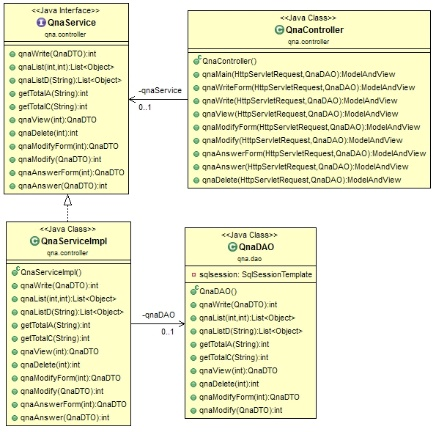 <<Java Interface>>
QnaService
qna.controller
qnaWrite(QnaDTO):int
qnaList(int,int):List<Object>
qnaListD(String):List<Object>
getTotalA(String):int
getTotalC(String):int
qnaView(int):QnaDTO
qnaDelete(int):int
qnaModifyForm(int):QnaDTO
qnaModify(QnaDTO):int
qnaAnswerForm(int):QnaDTO
qnaAnswer(QnaDTO):int
-qnaService
0..1
<<Java Class>>
QnaController
qna.controller
QnaController()
qnaMain(HttpServletRequest,QnaDAO):ModelAndView
qnaWriteForm(HttpServletRequest,QnaDAO):ModelAndView
qnaWrite(HttpServletRequest,QnaDAO):ModelAndView
qnaView(HttpServletRequest,QnaDAO):ModelAndView
qnaModifyForm(HttpServletRequest,QnaDAO):ModelAndView
qnaModify(HttpServletRequest,QnaDAO):ModelAndView
qnaAnswerForm(HttpServletRequest,QnaDAO):ModelAndView
qnaAnswer(HttpServletRequest,QnaDAO):ModelAndView
qnaDelete(HttpServletRequest,QnaDAO):ModelAndView
<<Java Class>>
QnaServiceImpl
qna.controller
QnaServiceImpl()
qnaWrite(QnaDTO):int
qnaList(int,int):List<Object>
qnaListD(String):List<Object>
getTotalA(String):int
getTotalC(String):int
qnaView(int):QnaDTO
qnaDelete(int):int
qnaModifyForm(int):QnaDTO
qnaModify(QnaDTO):int
qnaAnswerForm(int):QnaDTO
qnaAnswer(QnaDTO):int
-qnaDAO
0..1
<<Java Class>>
QnaDAO
qna.dao
sqlsession: SqlSessionTemplate
QnaDAO()
qnaWrite(QnaDTO):int
qnaList(int,int):List<Object>
qnaListD(String):List<Object>
getTotalA(String):int
getTotalC(String):int
qnaView(int):QnaDTO
qnaDelete(int):int
qnaModify(QnaDTO):int
qnaAnswer(QnaDTO):int